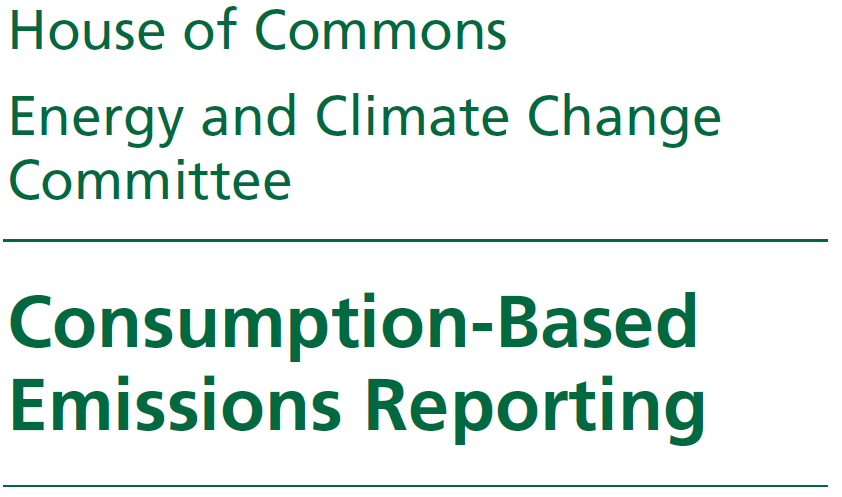 House of Commons
Energy and Climate Change
Committee
Consumption-Based
Emissions Reporting